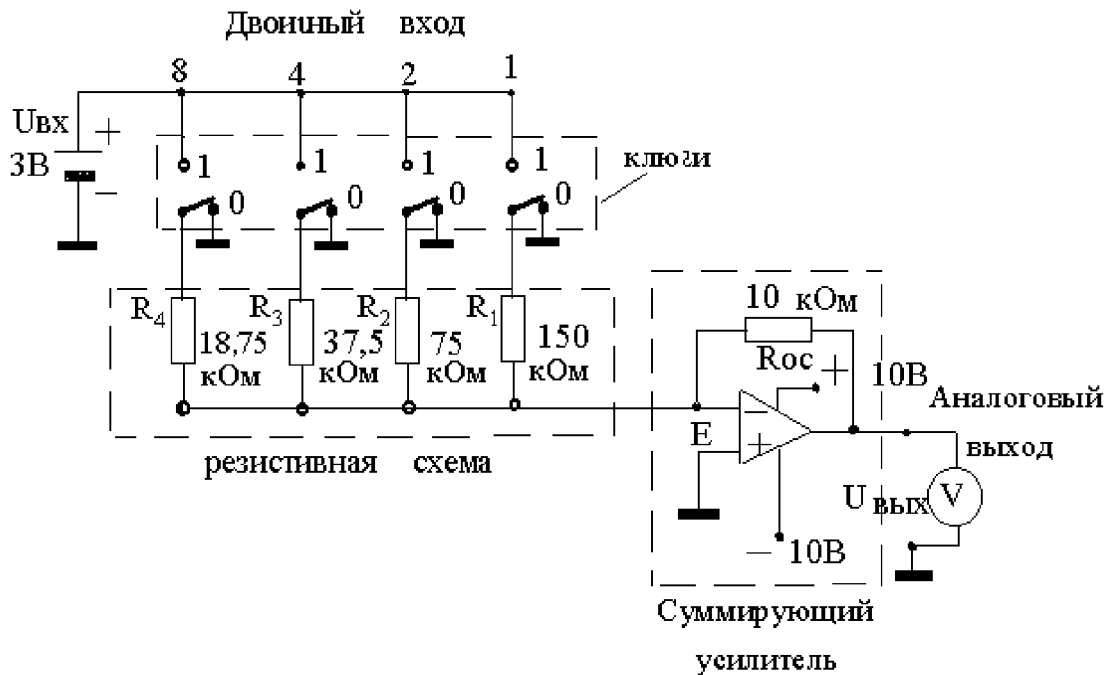 Двоичный вход
8 4 2 1
Uвх +
3В
−
1 1 1 1
0 0 0 0
ключи
R4 R3 R2 R1
18,75 кОм
37,5 кОм
75 кОм
150 кОм
резистивная схема
10 кОм
Rос
+ 10В
E
−
+
− 10В
Аналоговый
выход
U вых
V
Суммирующий
усилитель